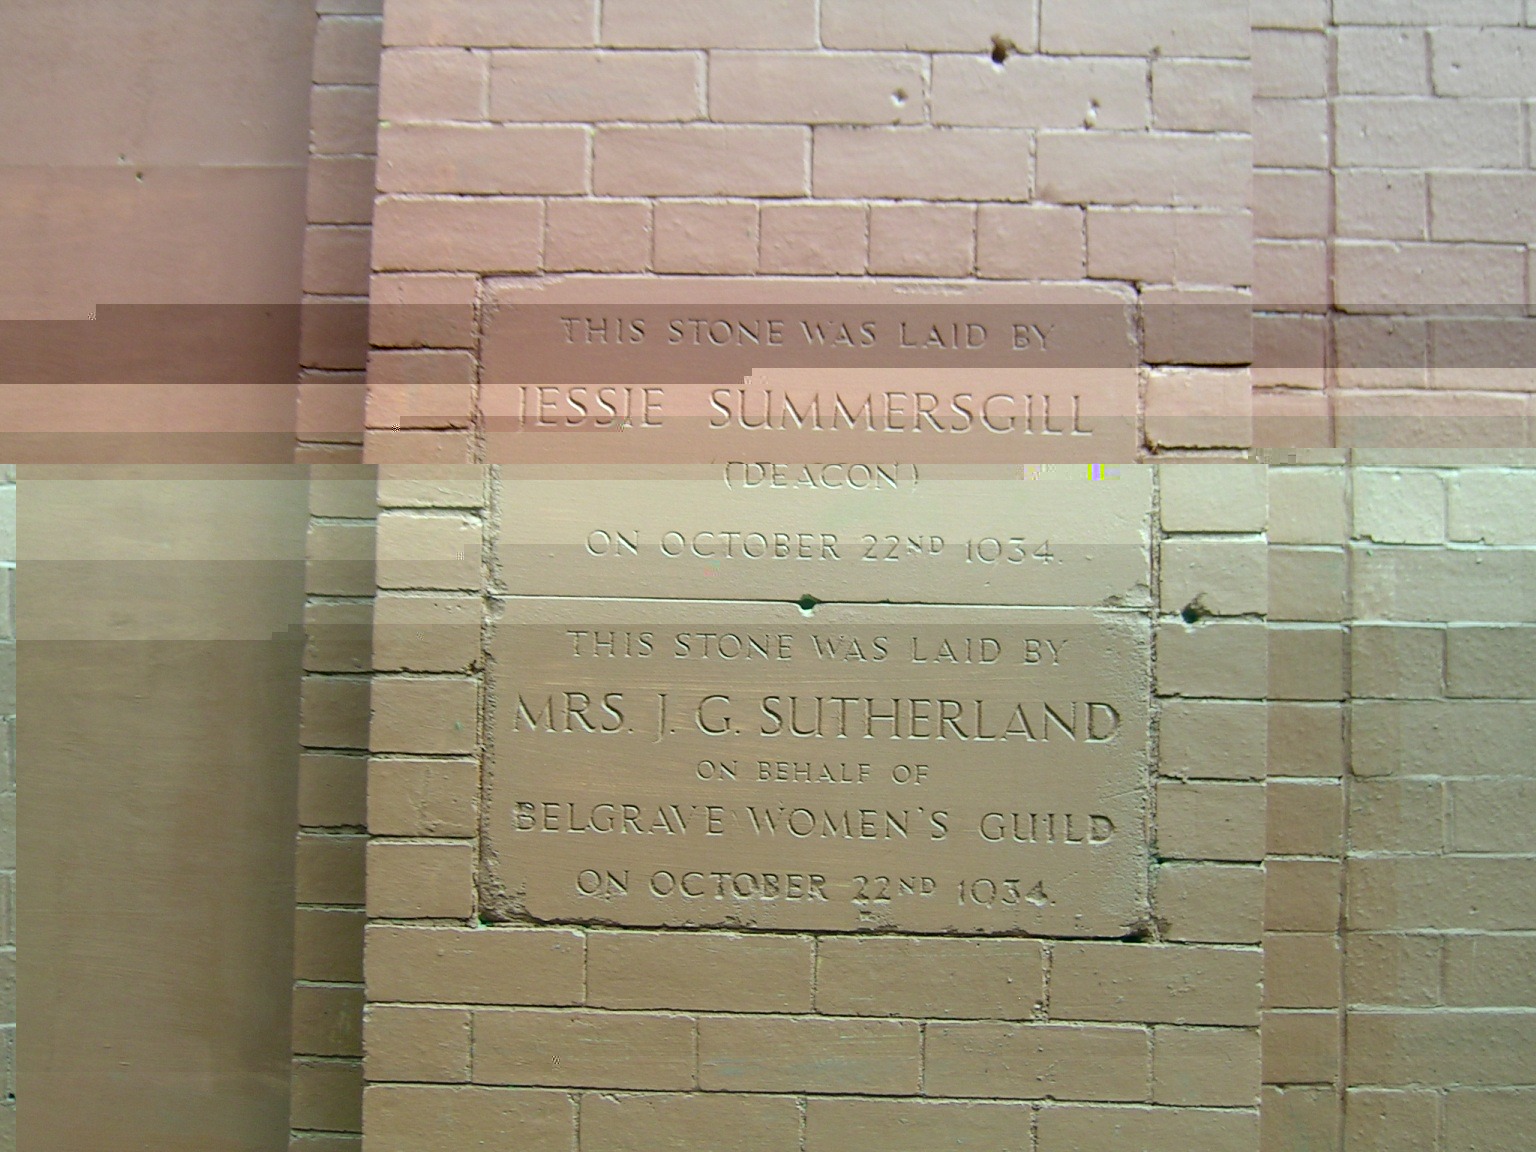 THIS STONE WAS LAID BY
JESSIE SUMMERSGILL
(DEACON)
ON OCTOBER 22ND 1934.
THIS STONE WAS LAID BY
MRS. J. G. SUTHERLAND
ON BEHALF OF
BELGRAVE WOMEN'S GUILD
ON OCTOBER 22ND 1934.